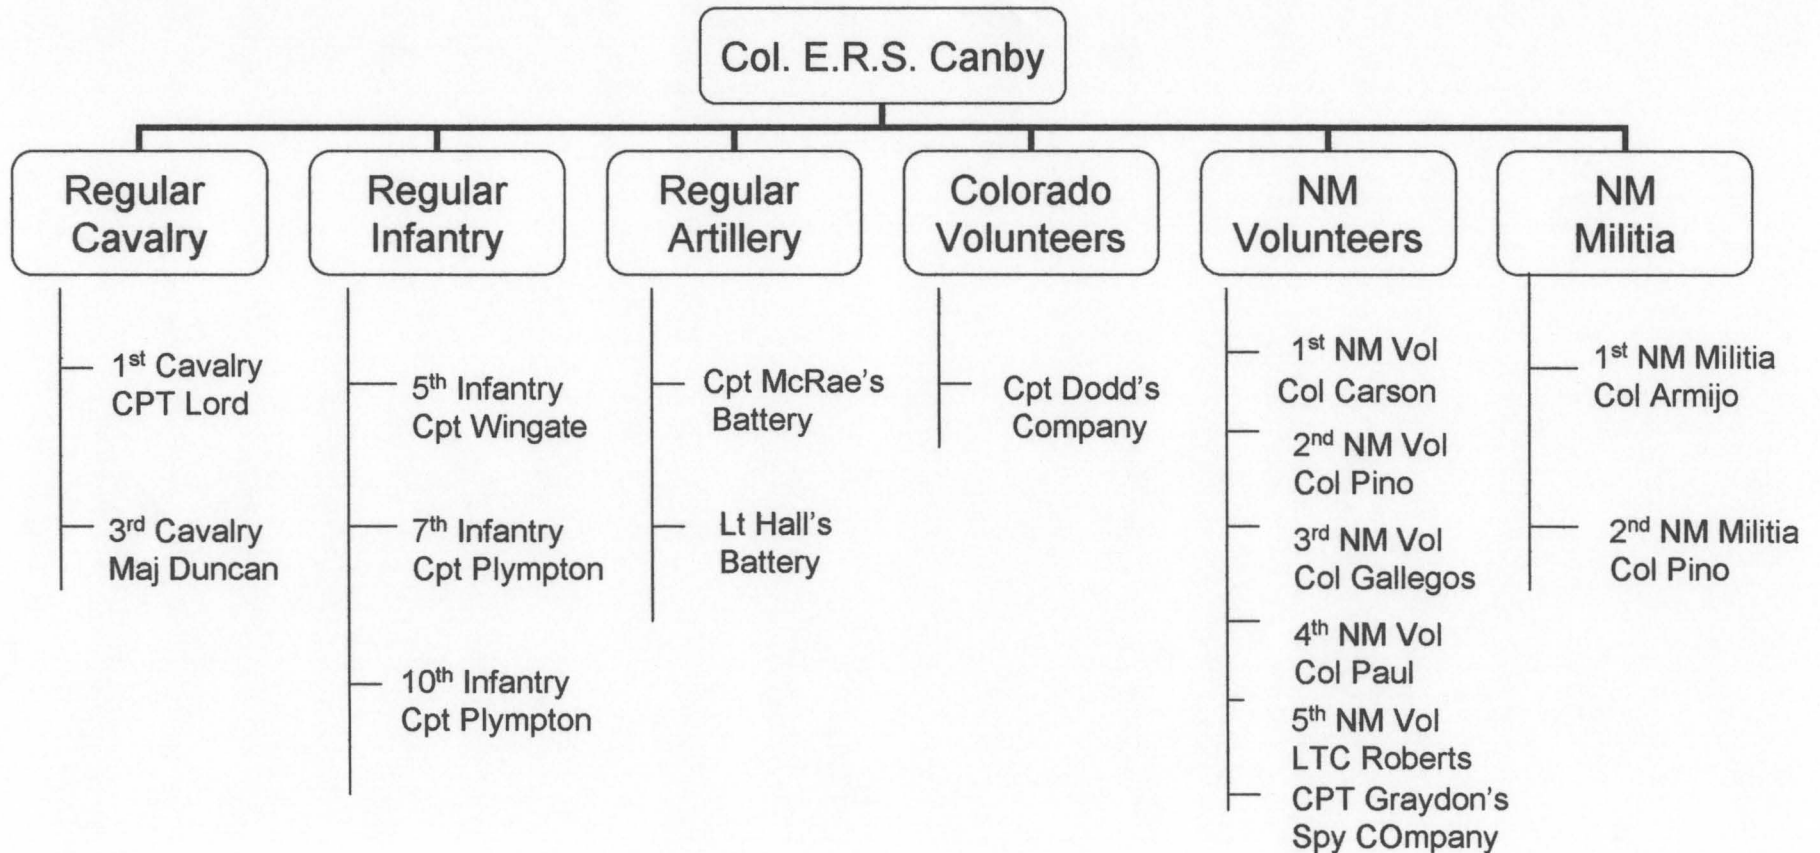 Col. E.R.S. Canby
Regular
Cavalry
1st Cavalry
CPT Lord
3rd Cavalry
Maj Duncan
Regular
Infantry
5th Infantry
Cpt Wingate
7th Infantry
Cpt Plympton
10th Infantry
Cpt Plympton
Regular
Artillery
Cpt McRae's
Battery
Lt Hall's
Battery
Colorado
Volunteers
Cpt Dodd's
Company
NM
Volunteers
1st NM Vol
Col Carson
2nd NM Vol
Col Pino
3rd NM Vol
Col Gallegos
4th NM Vol
Col Paul
5th NM Vol
LTC Roberts
CPT Graydon's
Spy COmpany
NM
Militia
1st NM Militia
Col Armijo
2nd NM Militia
Col Pino